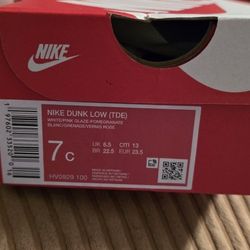 NIKE
NIKE DUNK LOW (TDE)
WHITE/PINK GLAZE-POMEGRANATE
BLANC/GRENADE/VERNIS ROSE
7C
UK 6.5 cm 13
BR 22.5 EUR 23.5
HV0829 100